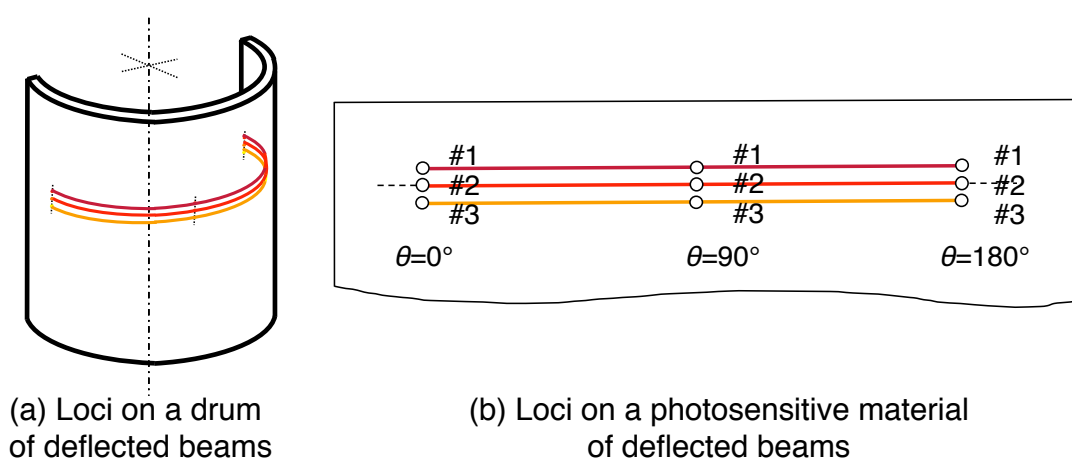 #1 #1 #1
#2 #2 #2
#3 #3 #3
θ=0° θ=90° θ=180°
(a) Loci on a drum
of deflected beams
(b) Loci on a photosensitive material
of deflected beams